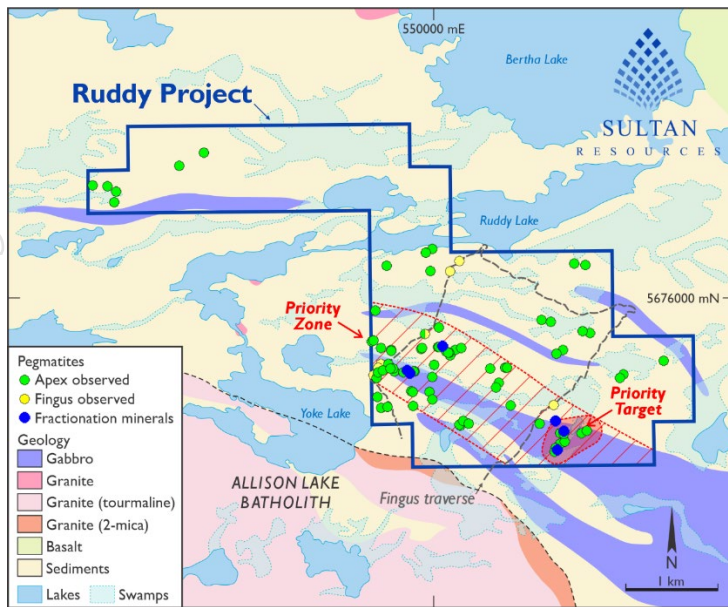 550000 mE
Bertha Lake
Ruddy Project
SULTAN
RESOURCES
Ruddy Lake
5676000 mN
Priority
Zone
Priority
Target
Yoke Lake
ALLISON LAKE
BATHOLITH
Fingus traverse
Pegmatites
Apex observed
Fingus observed
Fractionation minerals
Geology
Gabbro
Granite
Granite (tourmaline)
Granite (2-mica)
Basalt
Sediments
Lakes
Swamps
N
1 km